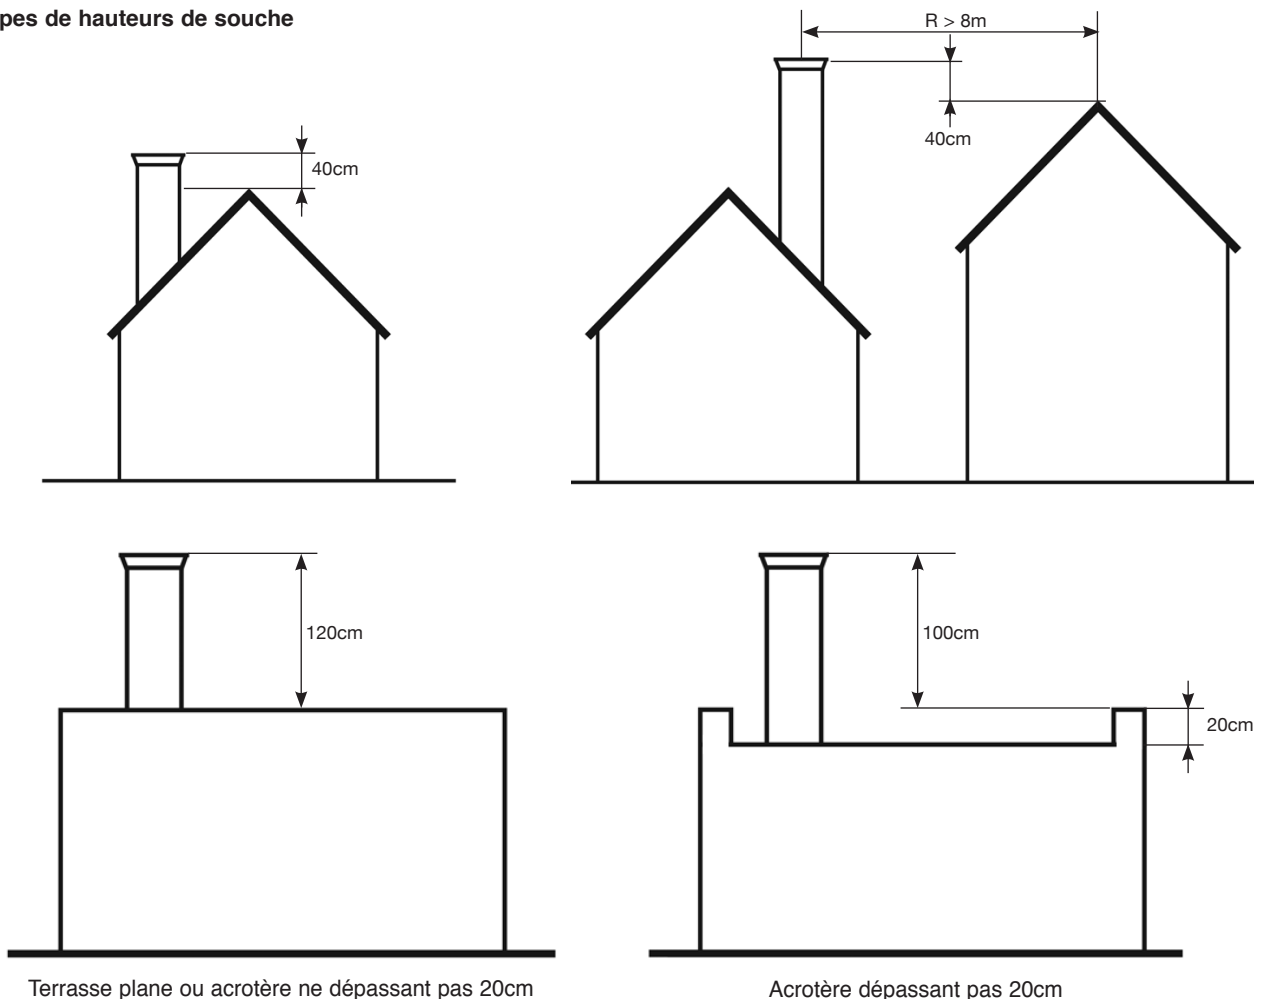 pes de hauteurs de souche
R > 8m
40cm
40cm
120cm
100cm
20cm
Terrasse plane ou acrotère ne dépassant pas 20cm
Acrotère dépassant pas 20cm